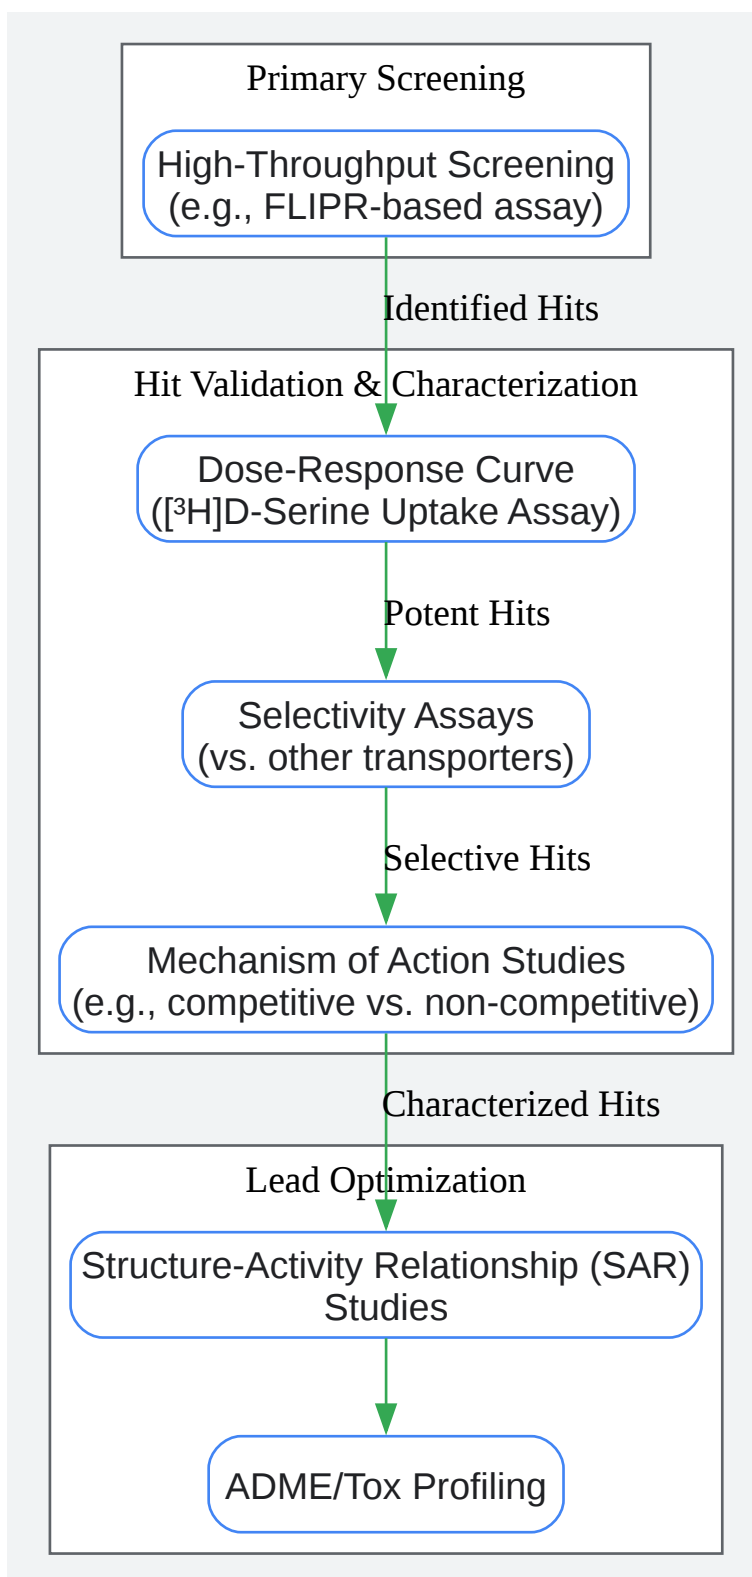 Primary Screening
High-Throughput Screening
(e.g., FLIPR-based assay)
Identified Hits
Hit Validation & Characterization
Dose-Response Curve
([³H]D-Serine Uptake Assay)
Potent Hits
Selectivity Assays
(vs. other transporters)
Selective Hits
Mechanism of Action Studies
(e.g., competitive vs. non-competitive)
Characterized Hits
Lead Optimization
Structure-Activity Relationship (SAR)
Studies
ADME/Tox Profiling